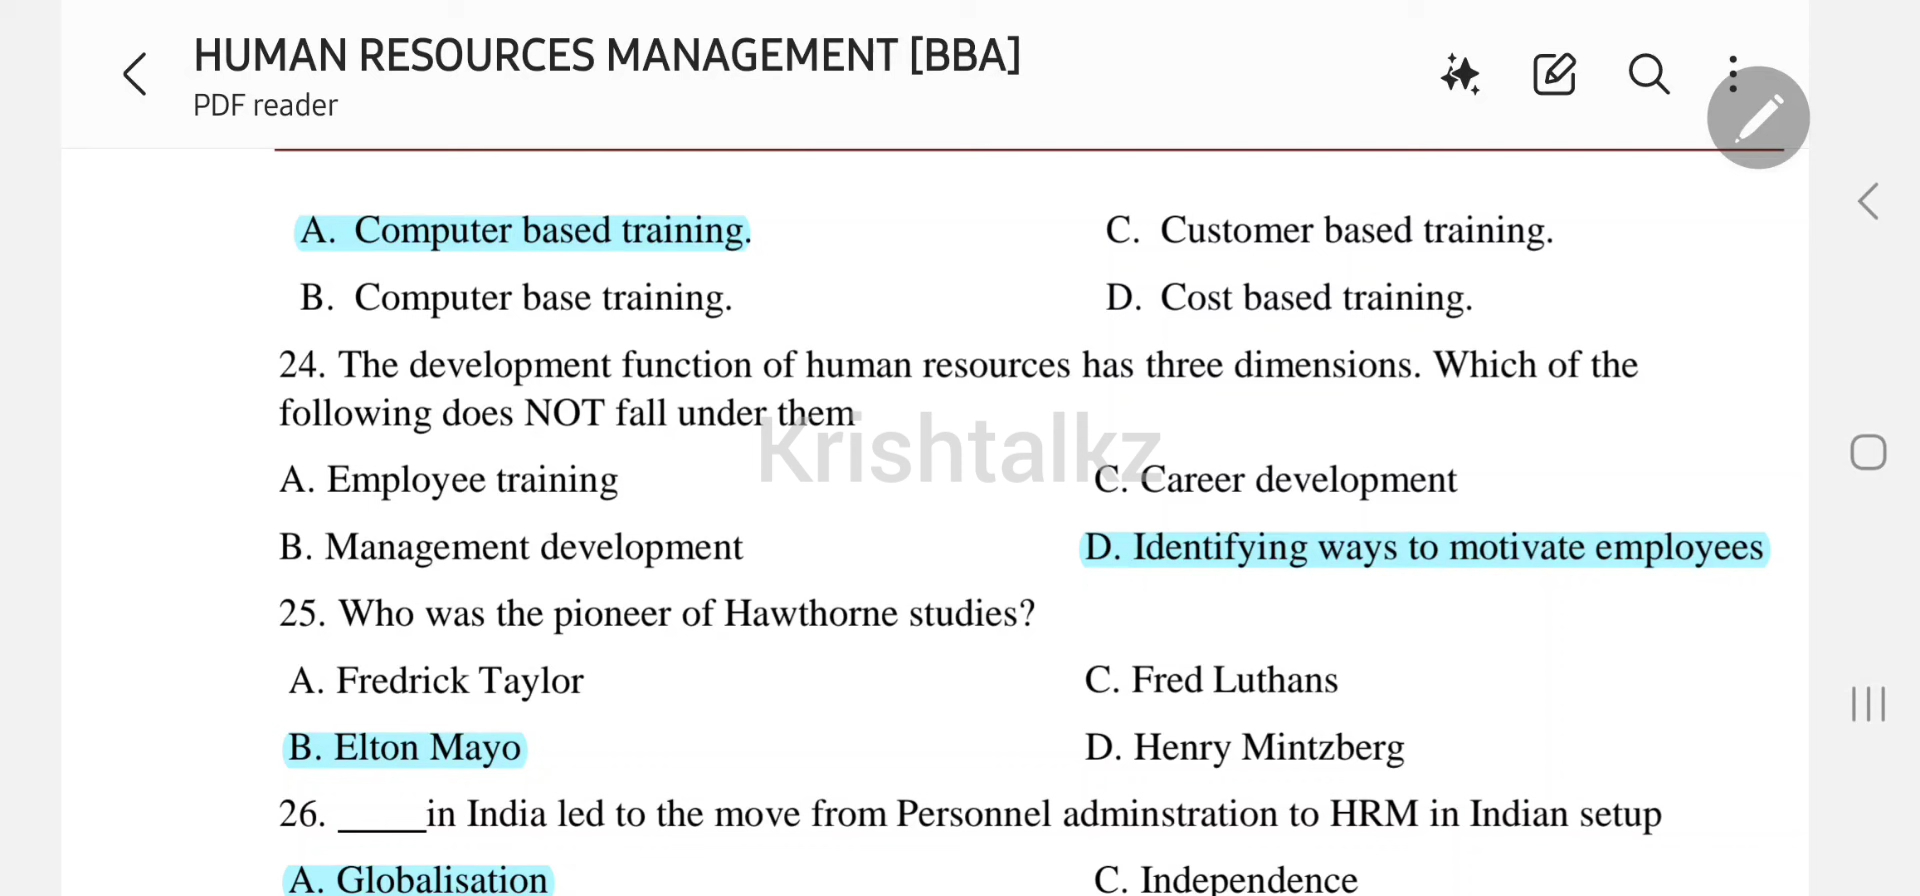 HUMAN RESOURCES MANAGEMENT [BBA]
PDF reader
A. Computer based training.
C. Customer based training.
B. Computer base training.
D. Cost based training.
24. The development function of human resources has three dimensions. Which of the
following does NOT fall under them
Krishtalkz
A. Employee training
C. Career development
B. Management development
D. Identifying ways to motivate employees
25. Who was the pioneer of Hawthorne studies?
A. Fredrick Taylor
C. Fred Luthans
B. Elton Mayo
D. Henry Mintzberg
26. _____in India led to the move from Personnel adminstration to HRM in Indian setup
A. Globalisation
C. Independence